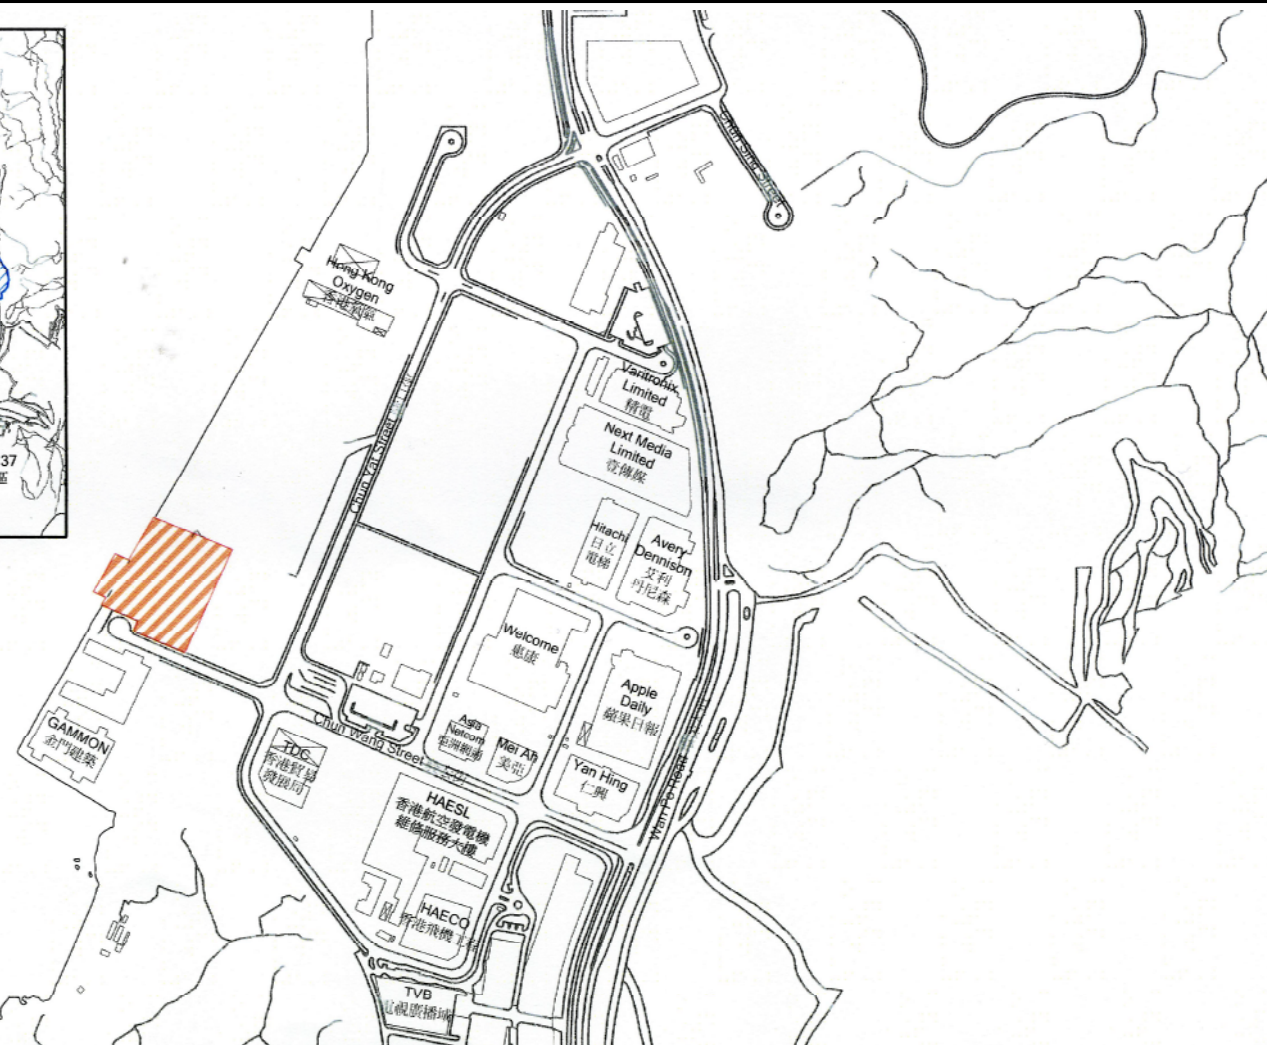 Chun Sing Street
Hong Kong
Oxygen
香港氧氣
37
區
Varitronix
Limited
精電
Next Media
Limited
壹傳媒
Chun Yat Street
Hitachi
日立
電梯
Avery
Dennison
艾利
丹尼森
Welcome
惠康
Apple
Daily
蘋果日報
GAMMON
金門建築
TDC
香港貿易
發展局
Chun Wang Street
Asia
Netcom
亞洲網通
Mei Ah
美亞
Yan Hing
仁興
Wan Po Road
HAESL
香港航空發電機
維修服務大樓
HAECO
香港飛機工程
TVB
電視廣播城